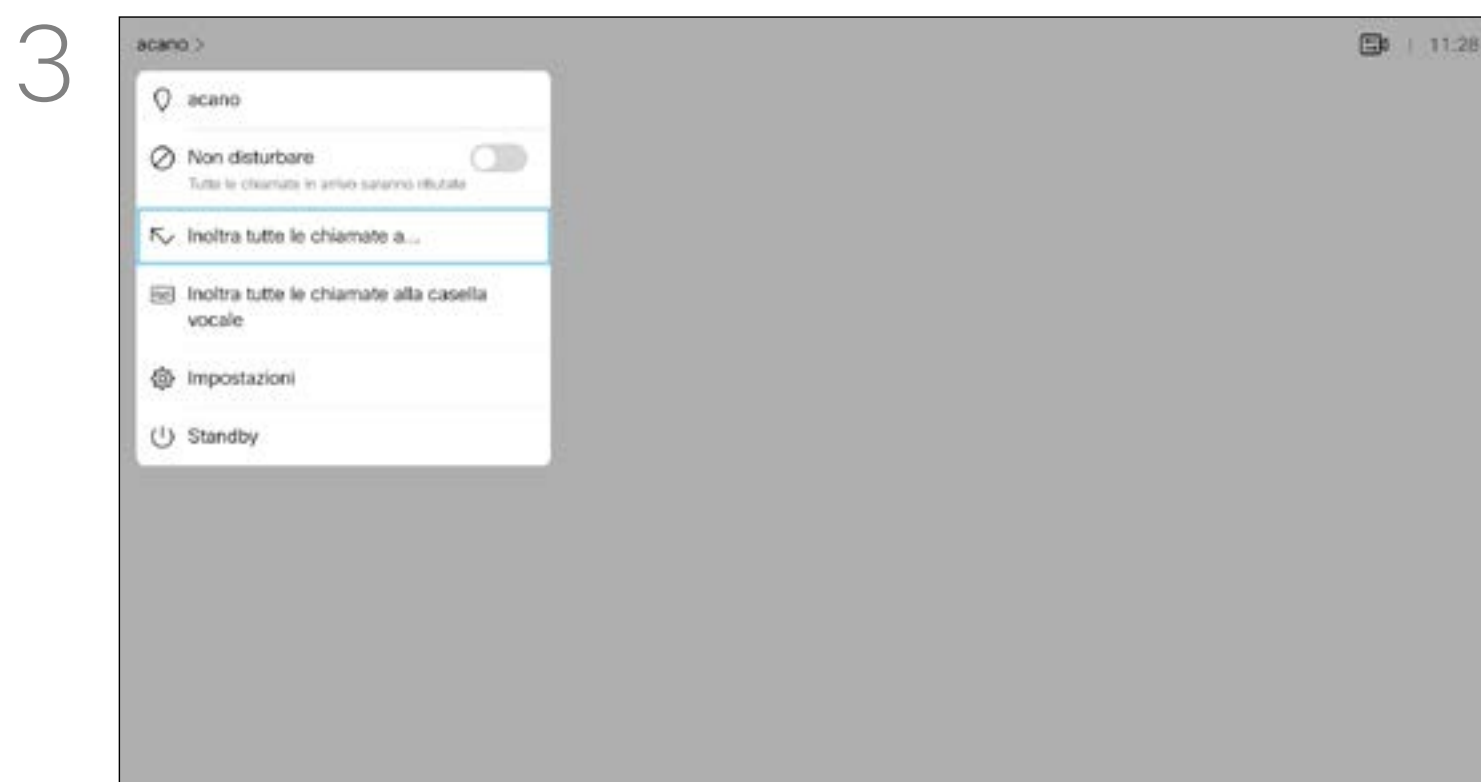 3
acano >
11:28
acano
Non disturbare
Tutte le chiamate in arrivo saranno rifiutate
Inoltra tutte le chiamate a...
Inoltra tutte le chiamate alla casella
vocale
Impostazioni
Standby